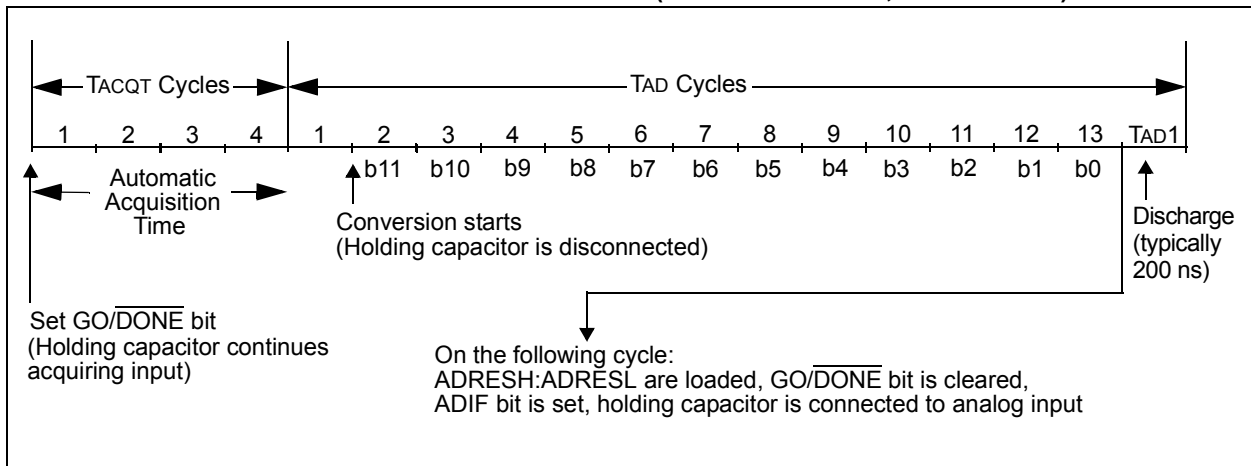 TACQT Cycles
TAD Cycles
1 2 3 4 1 2 3 4 5 6 7 8 9 10 11 12 13 TAD1
b11 b10 b9 b8 b7 b6 b5 b4 b3 b2 b1 b0
Automatic
Acquisition
Time
Conversion starts
(Holding capacitor is disconnected)
Discharge
(typically
200 ns)
Set GO/DONE bit
(Holding capacitor continues
acquiring input)
On the following cycle:
ADRESH:ADRESL are loaded, GO/DONE bit is cleared,
ADIF bit is set, holding capacitor is connected to analog input